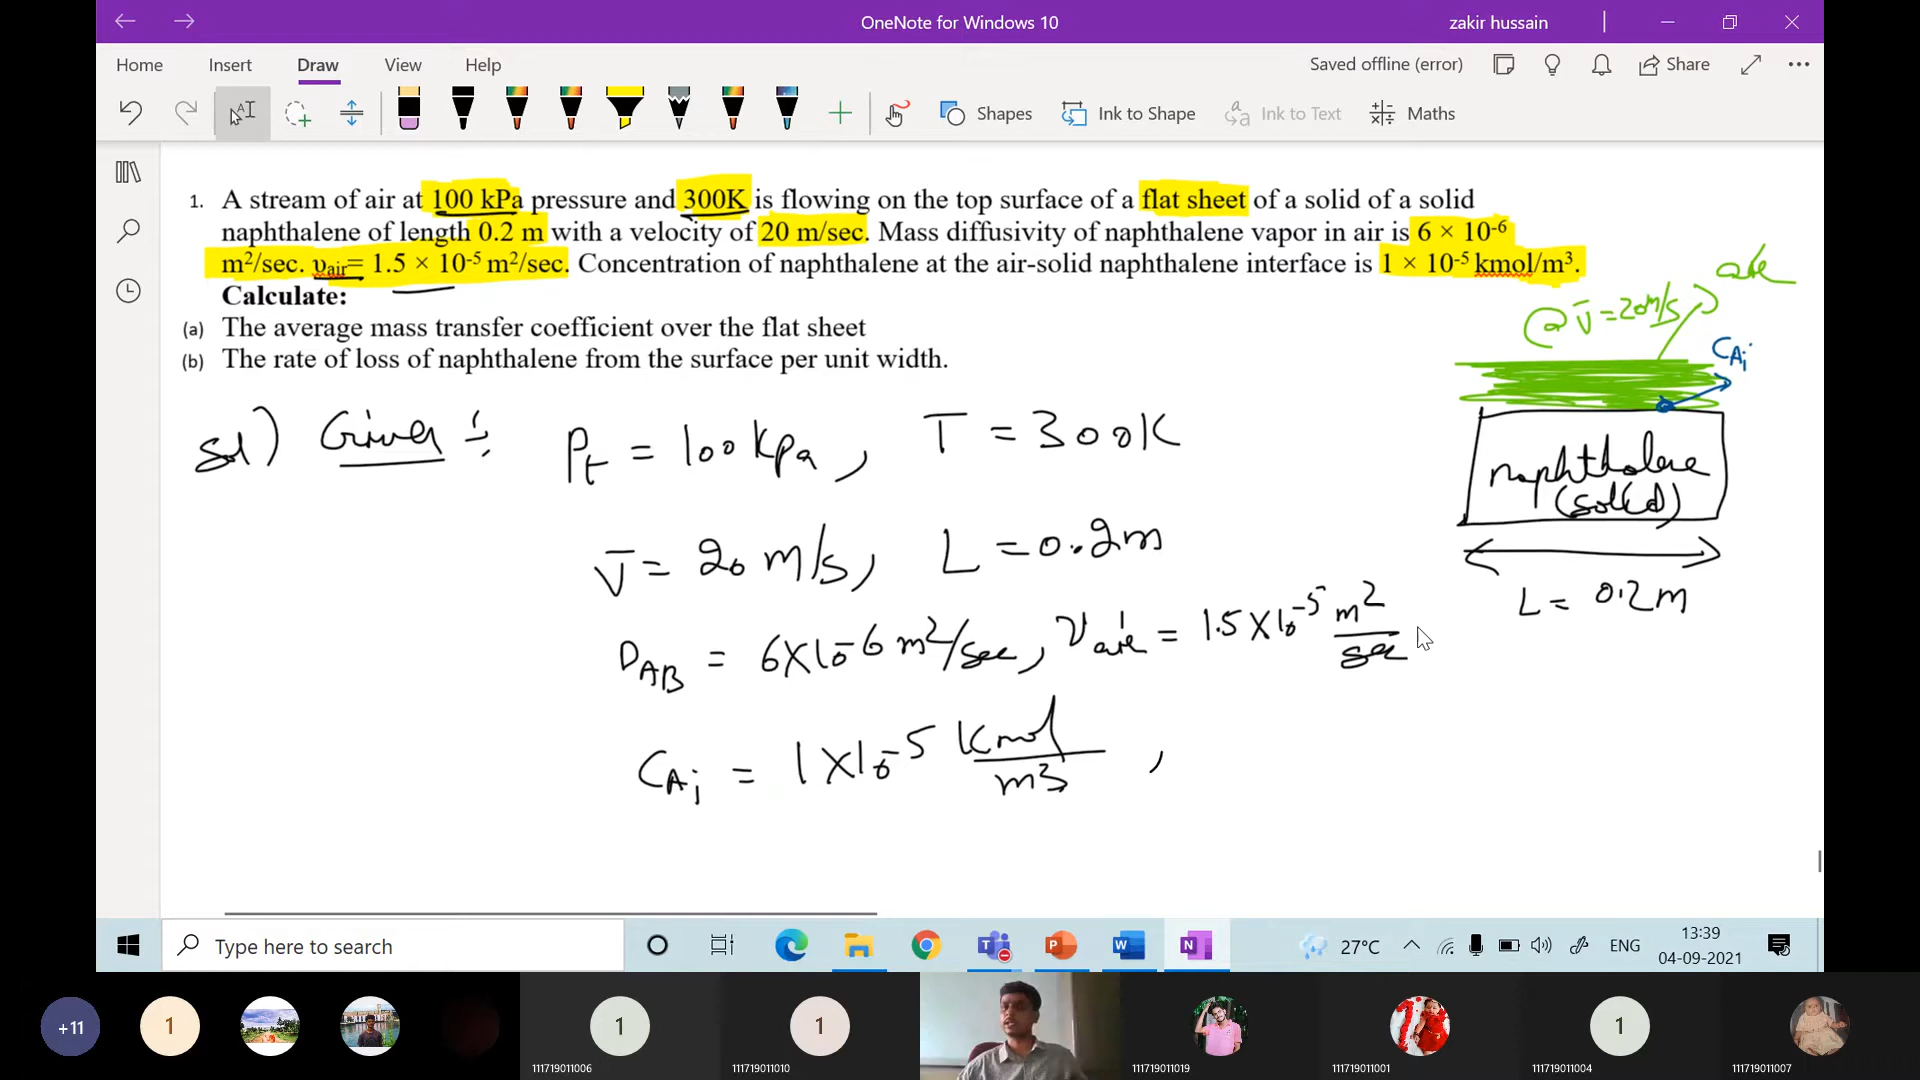 OneNote for Windows 10
zakir hussain
Home Insert Draw View Help
Saved offline (error) Share
Shapes Ink to Shape Ink to Text Maths
1. A stream of air at 100 kPa pressure and 300K is flowing on the top surface of a flat sheet of a solid of a solid
naphthalene of length 0.2 m with a velocity of 20 m/sec. Mass diffusivity of naphthalene vapor in air is 6 × 10⁻⁶
m²/sec. υair= 1.5 × 10⁻⁵ m²/sec. Concentration of naphthalene at the air-solid naphthalene interface is 1 × 10⁻⁵ kmol/m³.
Calculate:
(a) The average mass transfer coefficient over the flat sheet
(b) The rate of loss of naphthalene from the surface per unit width.
air
@ v̄ = 20m/s
CAi
naphthalene
(solid)
L = 0.2m
Sol) Given :
Pt = 100kPa, T = 300K
v̄ = 20 m/s, L = 0.2m
DAB = 6X10⁻⁶ m²/sec, νair = 1.5X10⁻⁵ m²/sec
CAi = 1X10⁻⁵ Kmol/m³ ,
Type here to search
27°C ENG
13:39
04-09-2021
+11 1 1 1 1
111719011006 111719011010 111719011019 111719011001 111719011004 111719011007